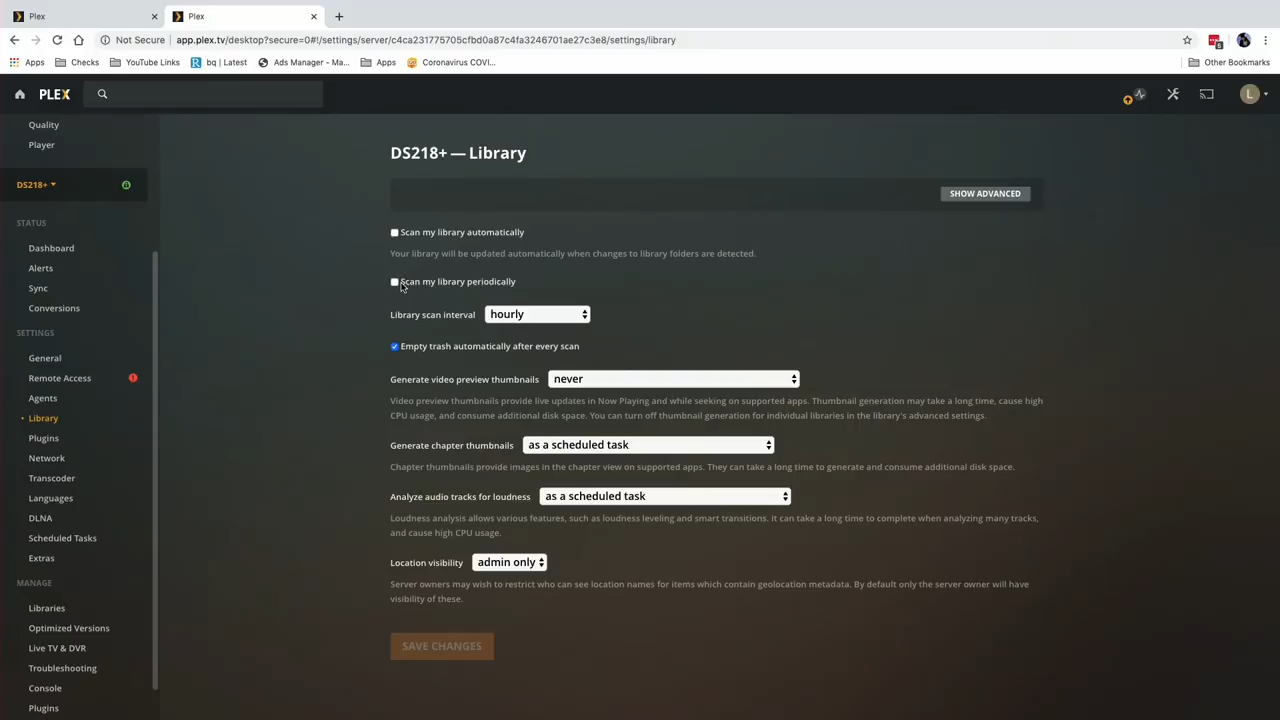 Plex
Plex
Not Secure
app.plex.tv/desktop?secure=0#!/settings/server/c4ca231775705cfbd0a87c4fa3246701ae27c3e8/settings/library
Apps
Checks
YouTube Links
bq | Latest
Ads Manager - Ma...
Apps
Coronavirus COVI...
Other Bookmarks
PLEX
L
Quality
Player
DS218+
STATUS
Dashboard
Alerts
Sync
Conversions
SETTINGS
General
Remote Access
Agents
Library
Plugins
Network
Transcoder
Languages
DLNA
Scheduled Tasks
Extras
MANAGE
Libraries
Optimized Versions
Live TV & DVR
Troubleshooting
Console
Plugins
DS218+ — Library
SHOW ADVANCED
Scan my library automatically
Your library will be updated automatically when changes to library folders are detected.
Scan my library periodically
Library scan interval hourly
Empty trash automatically after every scan
Generate video preview thumbnails never
Video preview thumbnails provide live updates in Now Playing and while seeking on supported apps. Thumbnail generation may take a long time, cause high
CPU usage, and consume additional disk space. You can turn off thumbnail generation for individual libraries in the library's advanced settings.
Generate chapter thumbnails as a scheduled task
Chapter thumbnails provide images in the chapter view on supported apps. They can take a long time to generate and consume additional disk space.
Analyze audio tracks for loudness as a scheduled task
Loudness analysis allows various features, such as loudness leveling and smart transitions. It can take a long time to complete when analyzing many tracks,
and cause high CPU usage.
Location visibility admin only
Server owners may wish to restrict who can see location names for items which contain geolocation metadata. By default only the server owner will have
visibility of these.
SAVE CHANGES